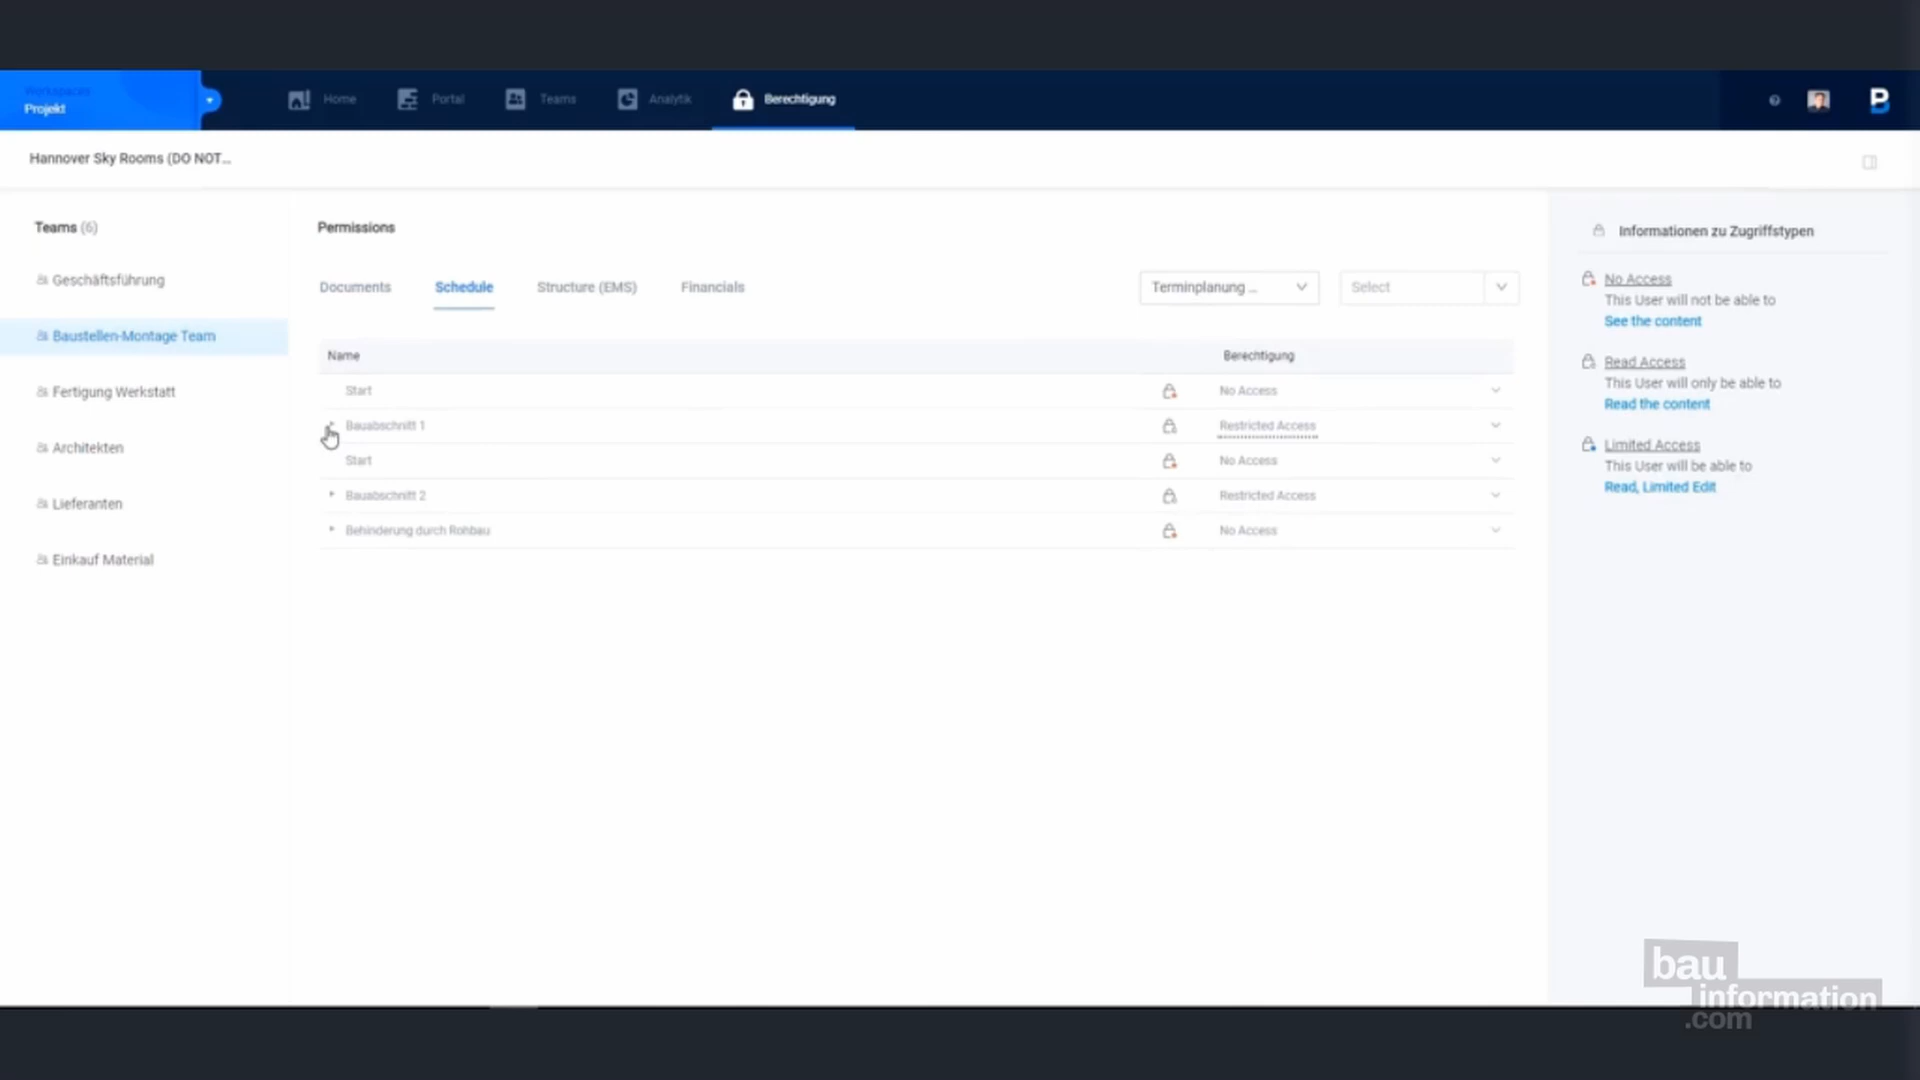 Workspaces
Projekt
Home
Portal
Teams
Analytik
Berechtigung
Hannover Sky Rooms (DO NOT...
Teams (6)
Geschäftsführung
Baustellen-Montage Team
Fertigung Werkstatt
Architekten
Lieferanten
Einkauf Material
Permissions
Documents
Schedule
Structure (EMS)
Financials
Terminplanung ...
Select
Name
Berechtigung
Start
No Access
Bauabschnitt 1
Restricted Access
Start
No Access
Bauabschnitt 2
Restricted Access
Behinderung durch Rohbau
No Access
Informationen zu Zugriffstypen
No Access
This User will not be able to
See the content
Read Access
This User will only be able to
Read the content
Limited Access
This User will be able to
Read, Limited Edit
bau
information
.com